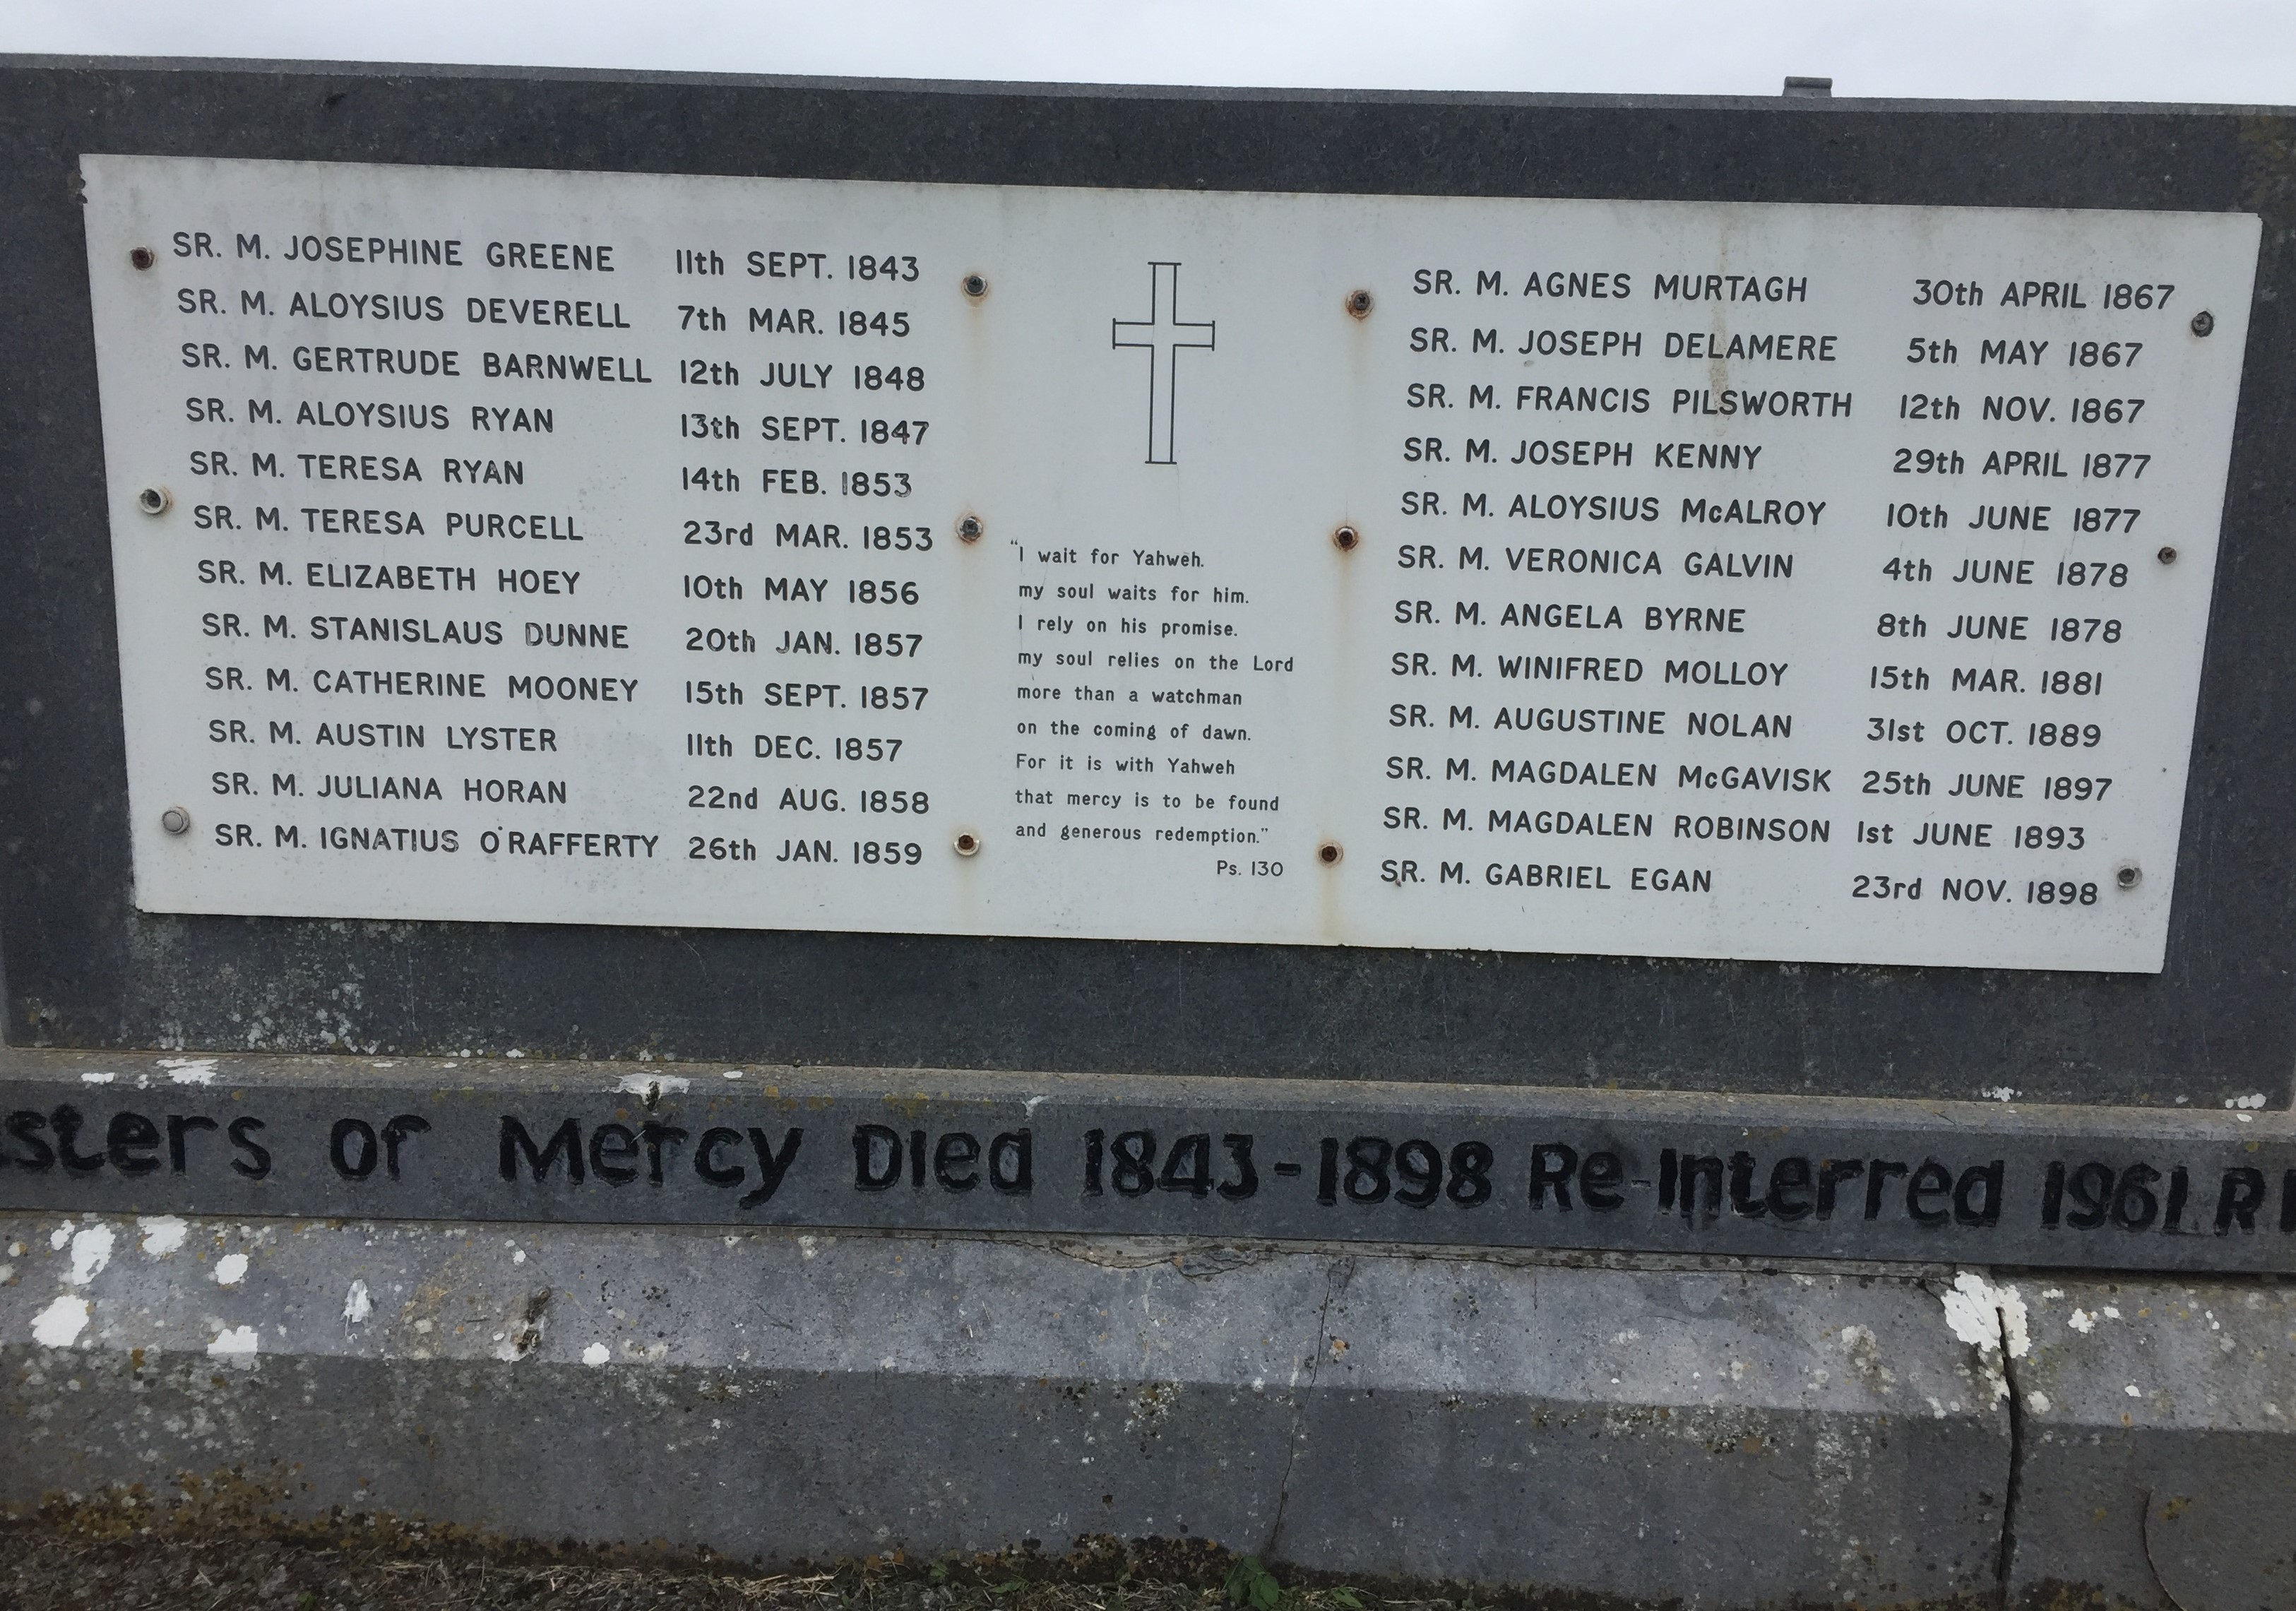 SR. M. JOSEPHINE GREENE 11th SEPT. 1843
SR. M. ALOYSIUS DEVERELL 7th MAR. 1845
SR. M. GERTRUDE BARNWELL 12th JULY 1848
SR. M. ALOYSIUS RYAN 13th SEPT. 1847
SR. M. TERESA RYAN 14th FEB. 1853
SR. M. TERESA PURCELL 23rd MAR. 1853
SR. M. ELIZABETH HOEY 10th MAY 1856
SR. M. STANISLAUS DUNNE 20th JAN. 1857
SR. M. CATHERINE MOONEY 15th SEPT. 1857
SR. M. AUSTIN LYSTER 11th DEC. 1857
SR. M. JULIANA HORAN 22nd AUG. 1858
SR. M. IGNATIUS O'RAFFERTY 26th JAN. 1859
"I wait for Yahweh.
my soul waits for him.
I rely on his promise.
my soul relies on the Lord
more than a watchman
on the coming of dawn.
For it is with Yahweh
that mercy is to be found
and generous redemption."
Ps. 130
SR. M. AGNES MURTAGH 30th APRIL 1867
SR. M. JOSEPH DELAMERE 5th MAY 1867
SR. M. FRANCIS PILSWORTH 12th NOV. 1867
SR. M. JOSEPH KENNY 29th APRIL 1877
SR. M. ALOYSIUS McALROY 10th JUNE 1877
SR. M. VERONICA GALVIN 4th JUNE 1878
SR. M. ANGELA BYRNE 8th JUNE 1878
SR. M. WINIFRED MOLLOY 15th MAR. 1881
SR. M. AUGUSTINE NOLAN 31st OCT. 1889
SR. M. MAGDALEN McGAVISK 25th JUNE 1897
SR. M. MAGDALEN ROBINSON 1st JUNE 1893
SR. M. GABRIEL EGAN 23rd NOV. 1898
isters of Mercy Died 1843-1898 Re-Interred 1961 R